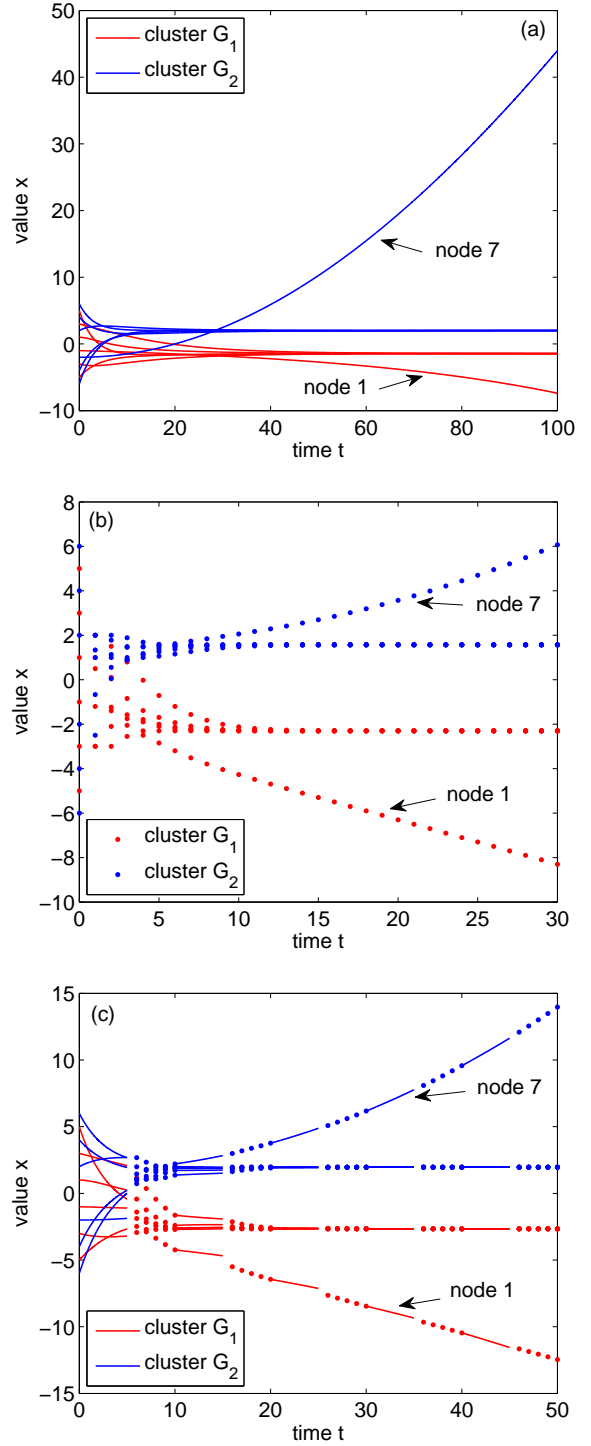 50
40
30
20
10
0
−10
value x
cluster G1
cluster G2
(a)
node 7
node 1
0
20
40
60
80
100
time t
8
6
4
2
0
−2
−4
−6
−8
−10
value x
(b)
node 7
node 1
cluster G1
cluster G2
0
5
10
15
20
25
30
time t
15
10
5
0
−5
−10
−15
value x
(c)
node 7
node 1
cluster G1
cluster G2
0
10
20
30
40
50
time t